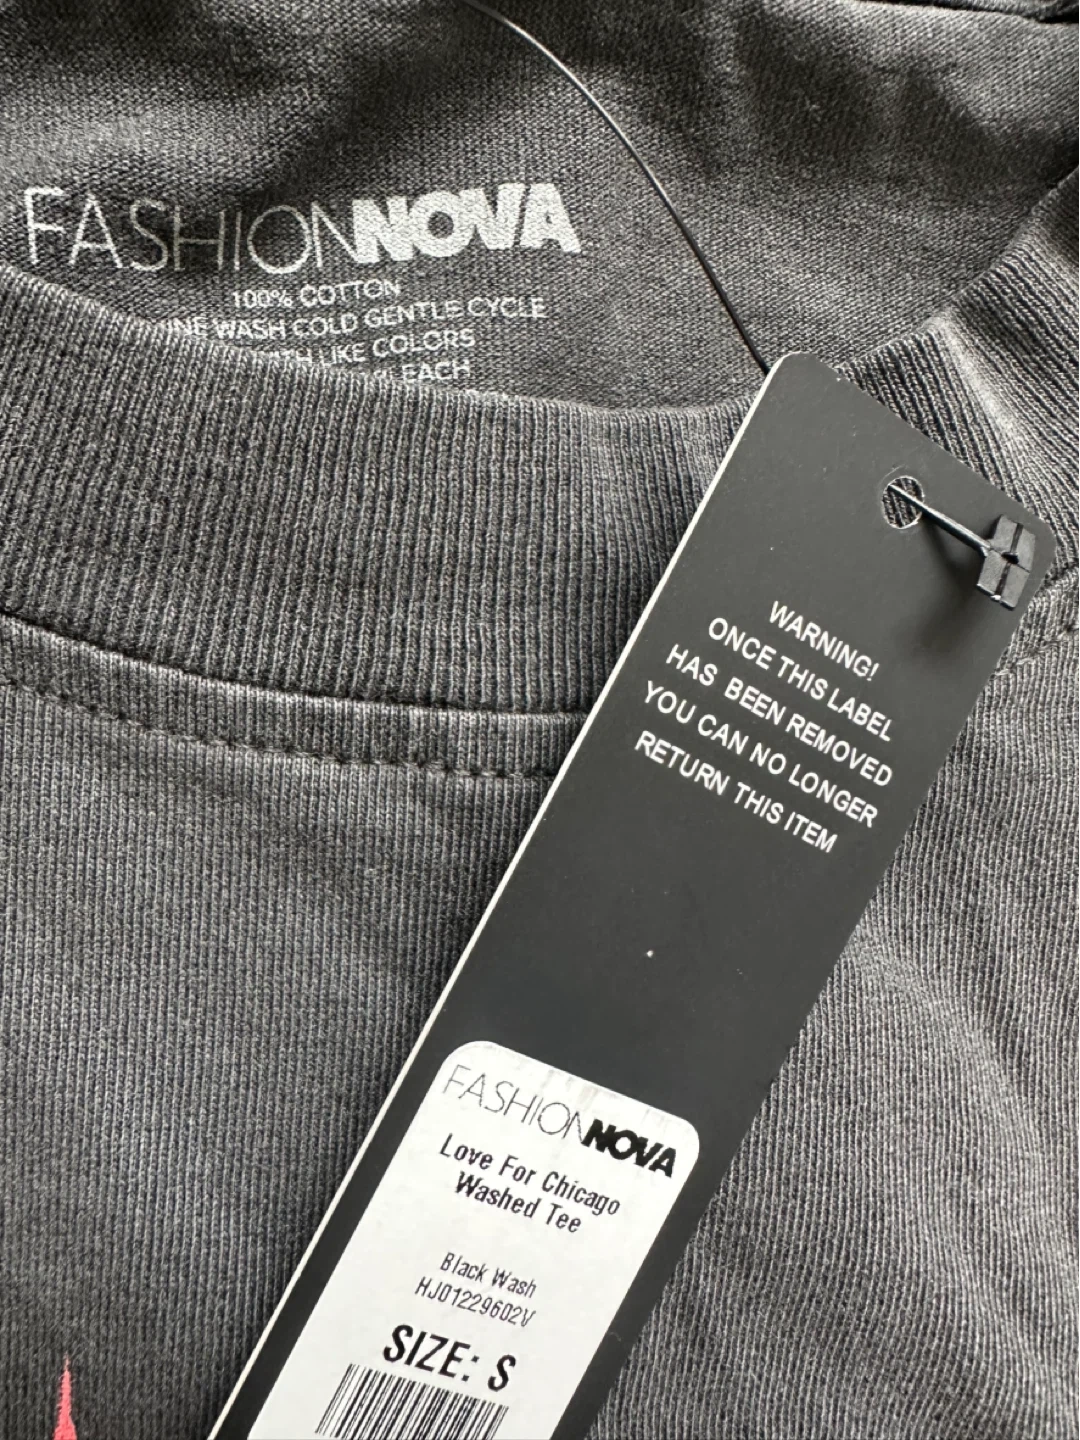 FASHIONNOVA
100% COTTON
WASH COLD GENTLE CYCLE
LIKE COLORS
WARNING!
ONCE THIS LABEL
HAS BEEN REMOVED
YOU CAN NO LONGER
RETURN THIS ITEM
FASHIONNOVA
Love For Chicago
Washed Tee
Black Wash
HJ01229602V
SIZE: S